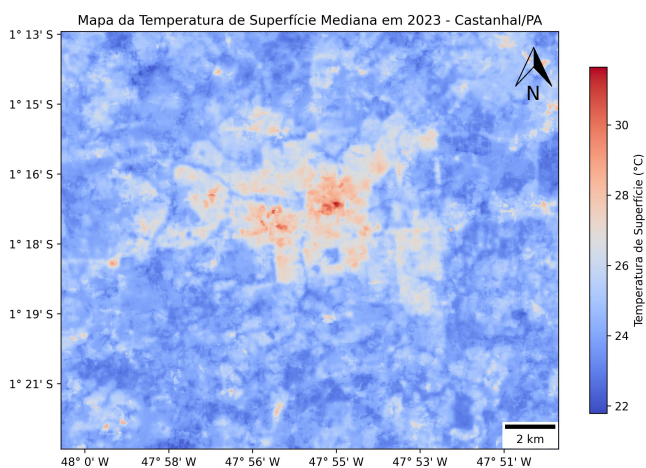 Mapa da Temperatura de Superfície Mediana em 2023 - Castanhal/PA
1° 13' S
1° 15' S
1° 16' S
1° 18' S
1° 19' S
1° 21' S
N
2 km
48° 0' W
47° 58' W
47° 56' W
47° 55' W
47° 53' W
47° 51' W
30
28
26
24
22
Temperatura de Superfície (°C)